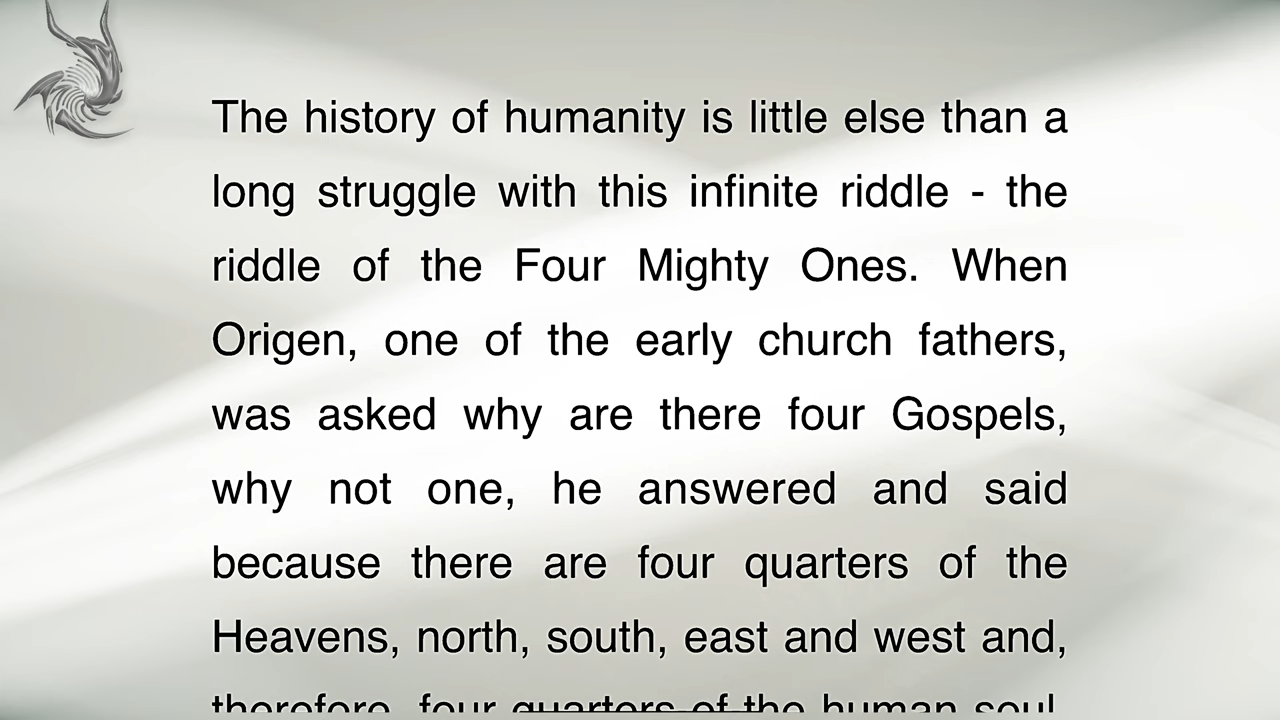 The history of humanity is little else than a
long struggle with this infinite riddle - the
riddle of the Four Mighty Ones. When
Origen, one of the early church fathers,
was asked why are there four Gospels,
why not one, he answered and said
because there are four quarters of the
Heavens, north, south, east and west and,
therefore, four quarters of the human soul.